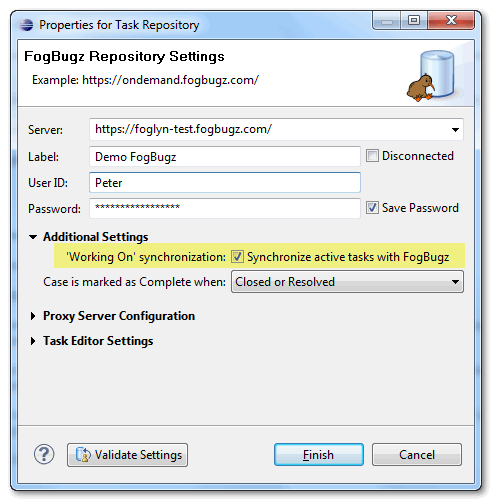 Properties for Task Repository
FogBugz Repository Settings
Example: https://ondemand.fogbugz.com/
Server: https://foglyn-test.fogbugz.com/
Label: Demo FogBugz Disconnected
User ID: Peter
Password: ***************** Save Password
Additional Settings
'Working On' synchronization: Synchronize active tasks with FogBugz
Case is marked as Complete when: Closed or Resolved
Proxy Server Configuration
Task Editor Settings
? Validate Settings Finish Cancel